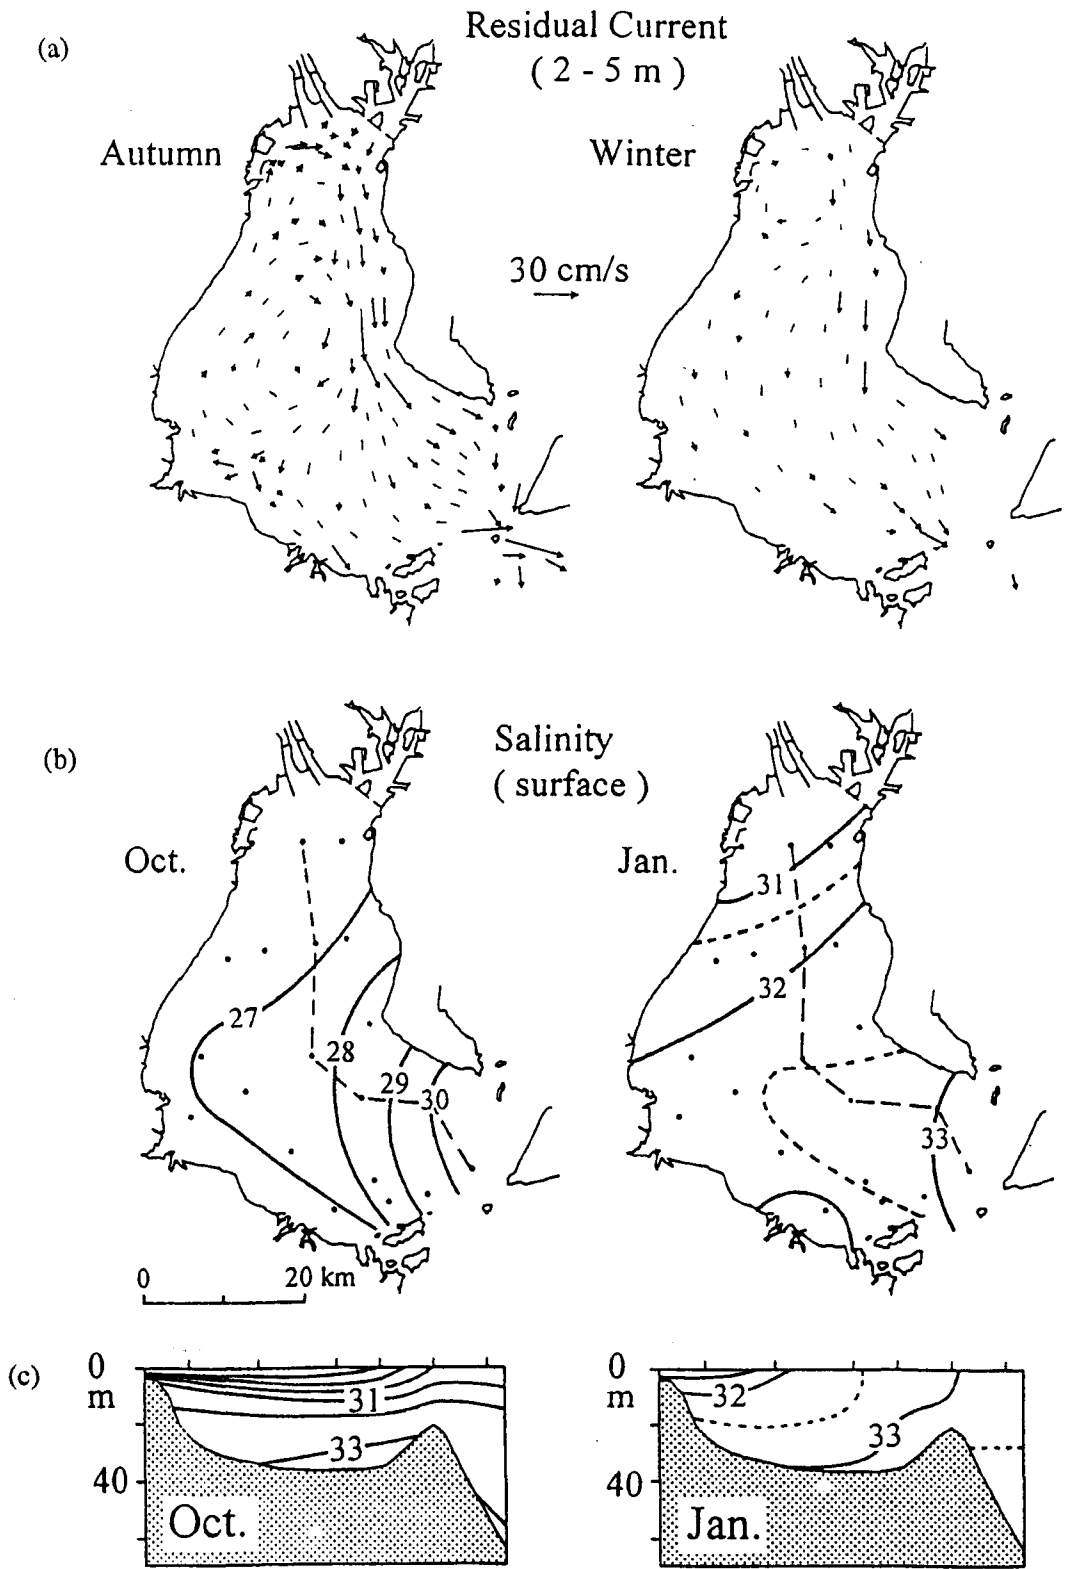 (a)
Residual Current
( 2 - 5 m )
Autumn
Winter
30 cm/s
(b)
Salinity
( surface )
Oct.
Jan.
27
28
29
30
31
32
33
0
20 km
(c)
0
m
40
31
33
Oct.
0
m
40
32
33
Jan.